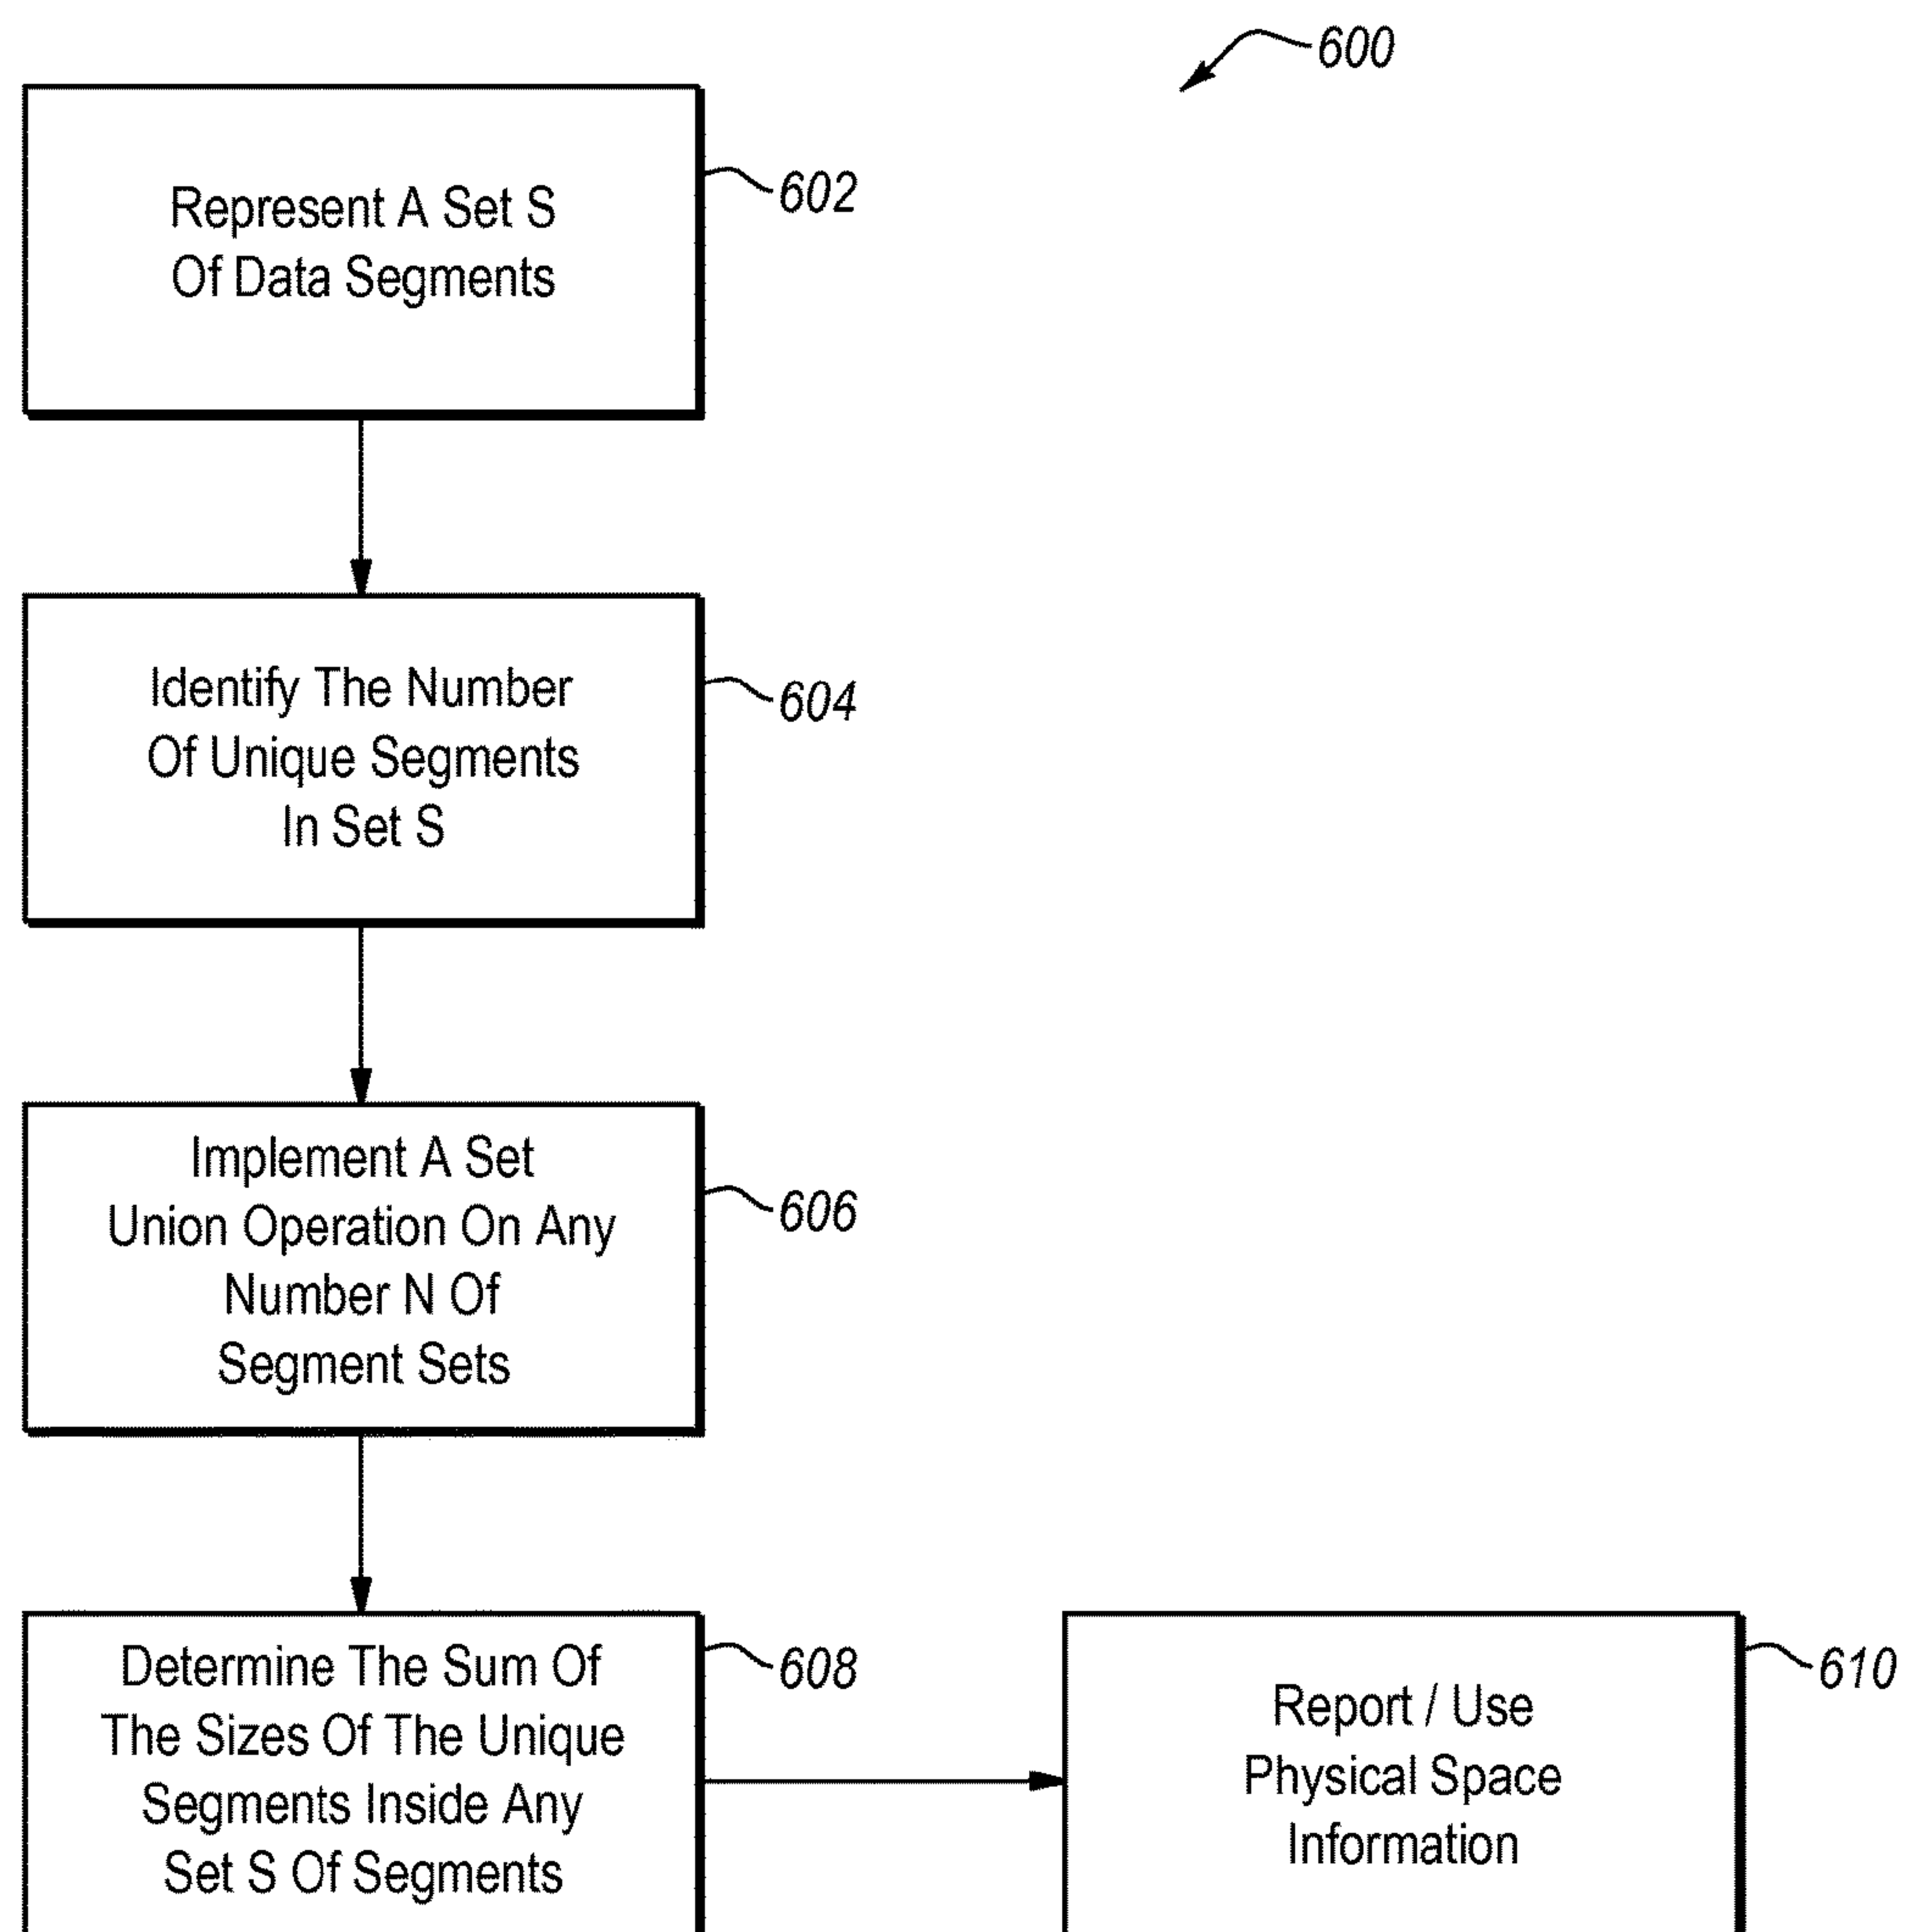 600
Represent A Set S
Of Data Segments
602
Identify The Number
Of Unique Segments
In Set S
604
Implement A Set
Union Operation On Any
Number N Of
Segment Sets
606
Determine The Sum Of
The Sizes Of The Unique
Segments Inside Any
Set S Of Segments
608
Report / Use
Physical Space
Information
610